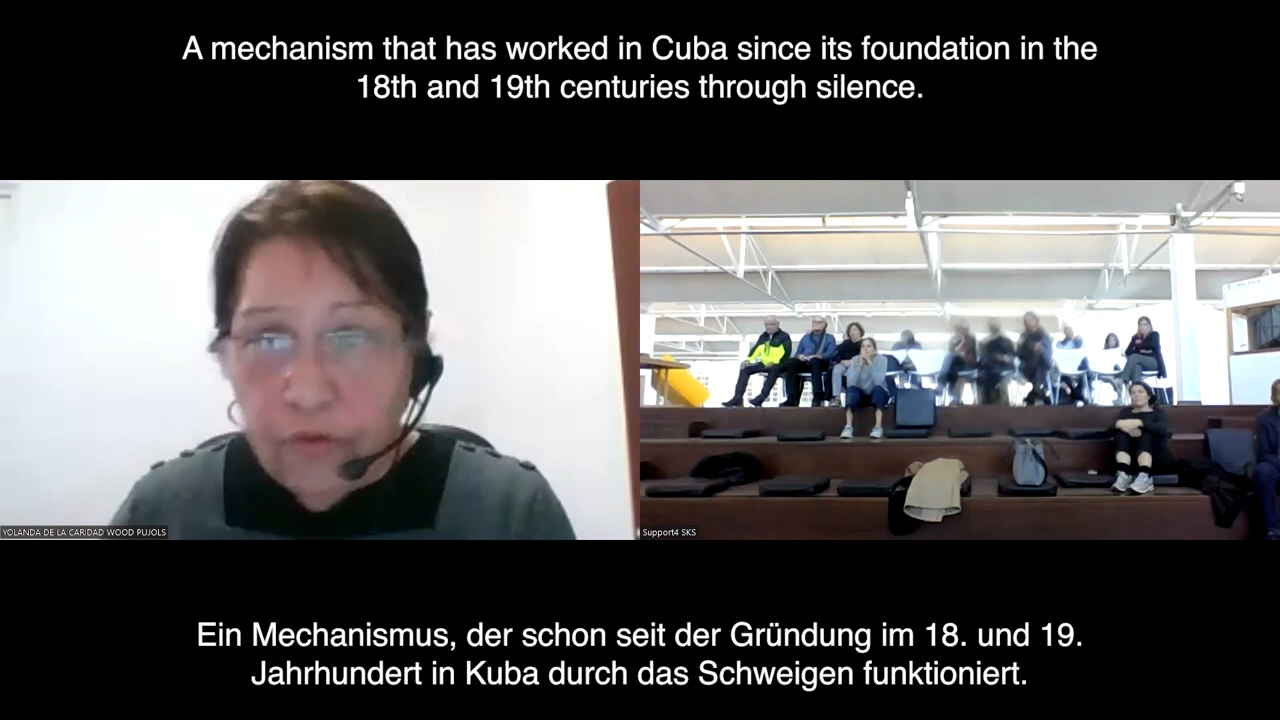 A mechanism that has worked in Cuba since its foundation in the
18th and 19th centuries through silence.
YOLANDA DE LA CARIDAD WOOD PUJOLS
Support4 SKS
Ein Mechanismus, der schon seit der Gründung im 18. und 19.
Jahrhundert in Kuba durch das Schweigen funktioniert.